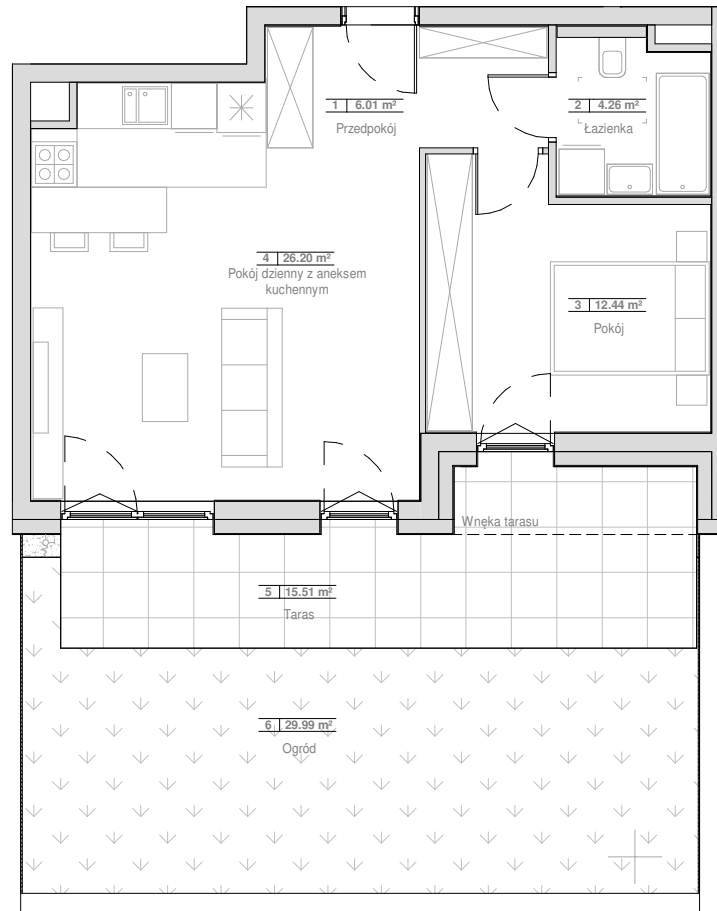 1 6.01 m²
Przedpokój
2 4.26 m²
Łazienka
4 26.20 m²
Pokój dzienny z aneksem
kuchennym
3 12.44 m²
Pokój
Wnęka tarasu
5 15.51 m²
Taras
6 29.99 m²
Ogród